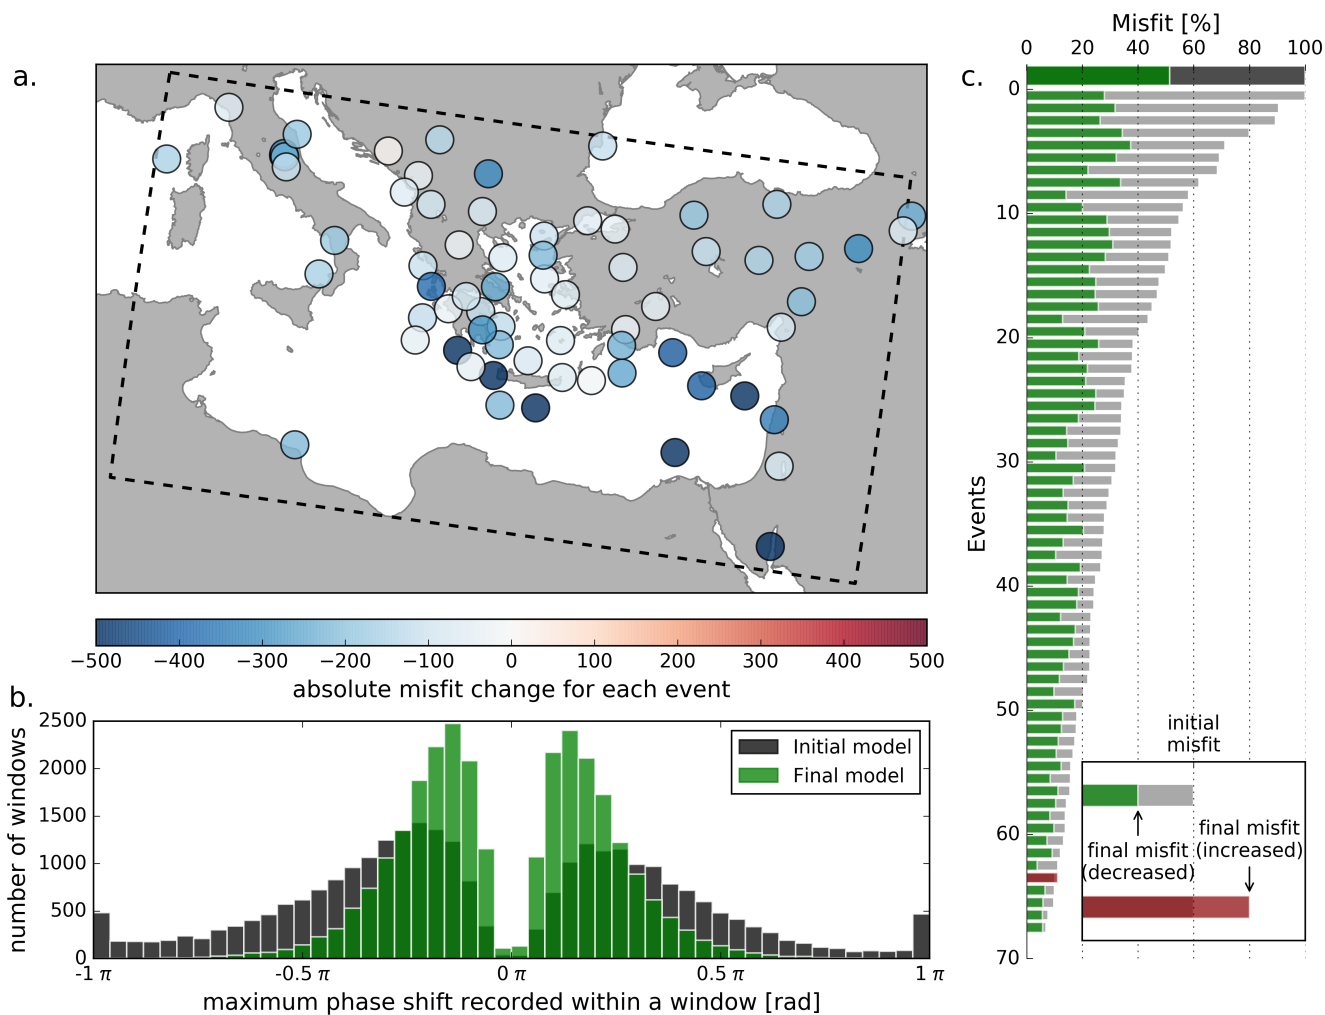 a.
−500 −400 −300 −200 −100 0 100 200 300 400 500
absolute misfit change for each event
b.
2500
2000
1500
1000
500
0
number of windows
Initial model
Final model
-1 π -0.5 π 0 π 0.5 π 1 π
maximum phase shift recorded within a window [rad]
c.
Misfit [%]
0 20 40 60 80 100
0
10
20
30
40
50
60
70
Events
initial
misfit
final misfit
(increased)
final misfit
(decreased)